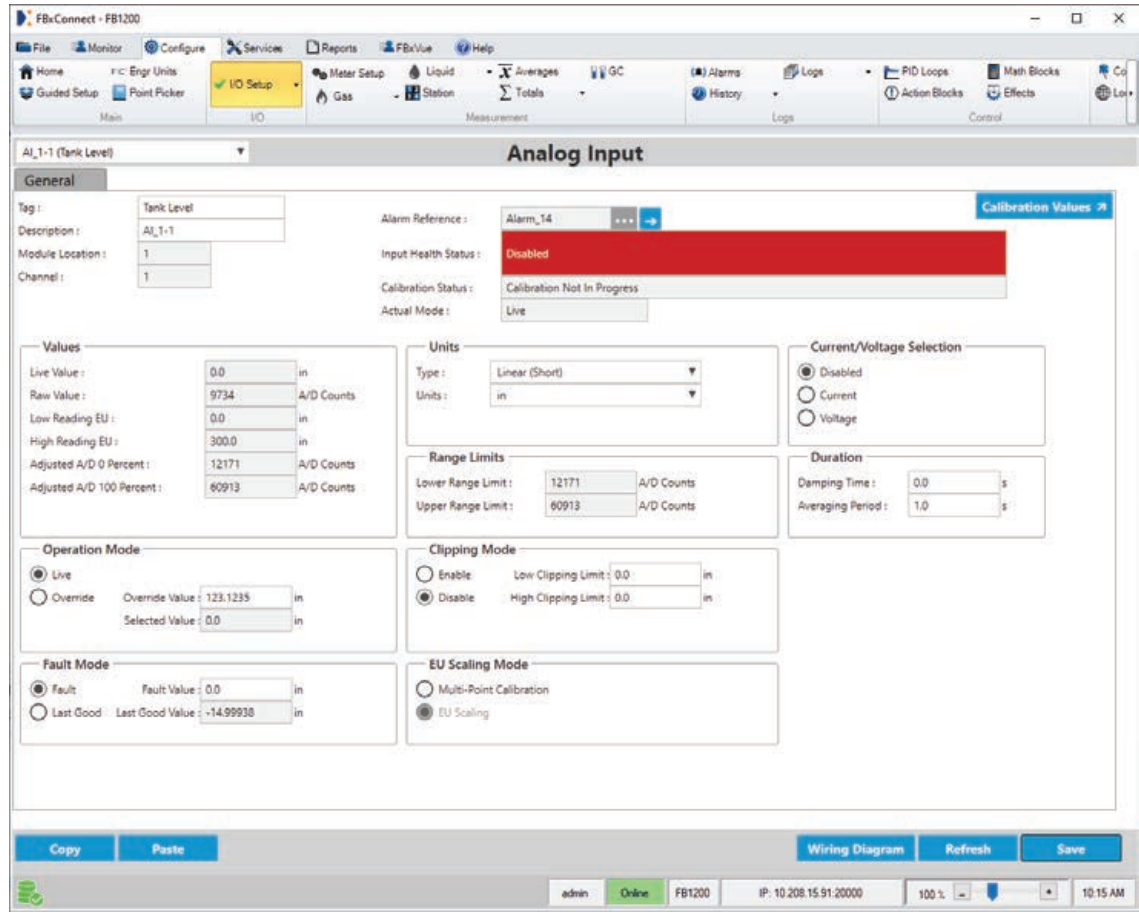 FBxConnect - FB1200
File Monitor Configure Services Reports FBxVue Help
Home Engr Units I/O Setup Meter Setup Liquid Averages GC Alarms Logs PID Loops Math Blocks Co
Guided Setup Point Picker Gas Station Totals History Action Blocks Effects Lo
Main I/O Measurement Logs Control
AI_1-1 (Tank Level) Analog Input
General
Calibration Values
Tag : Tank Level
Description : AI_1-1
Module Location : 1
Channel : 1
Alarm Reference : Alarm_14 ...
Input Health Status : Disabled
Calibration Status : Calibration Not In Progress
Actual Mode : Live
Values
Live Value : 0.0 in
Raw Value : 9734 A/D Counts
Low Reading EU : 0.0 in
High Reading EU : 300.0 in
Adjusted A/D 0 Percent : 12171 A/D Counts
Adjusted A/D 100 Percent : 60913 A/D Counts
Units
Type : Linear (Short)
Units : in
Current/Voltage Selection
Disabled
Current
Voltage
Range Limits
Lower Range Limit : 12171 A/D Counts
Upper Range Limit : 60913 A/D Counts
Duration
Damping Time : 0.0 s
Averaging Period : 1.0 s
Operation Mode
Live
Override Override Value : 123.1235 in
Selected Value : 0.0 in
Clipping Mode
Enable Low Clipping Limit : 0.0 in
Disable High Clipping Limit : 0.0 in
Fault Mode
Fault Fault Value : 0.0 in
Last Good Last Good Value : -14.99938 in
EU Scaling Mode
Multi-Point Calibration
EU Scaling
Copy Paste Wiring Diagram Refresh Save
admin Online FB1200 IP: 10.208.15.91:20000 100 % - + 10:15 AM